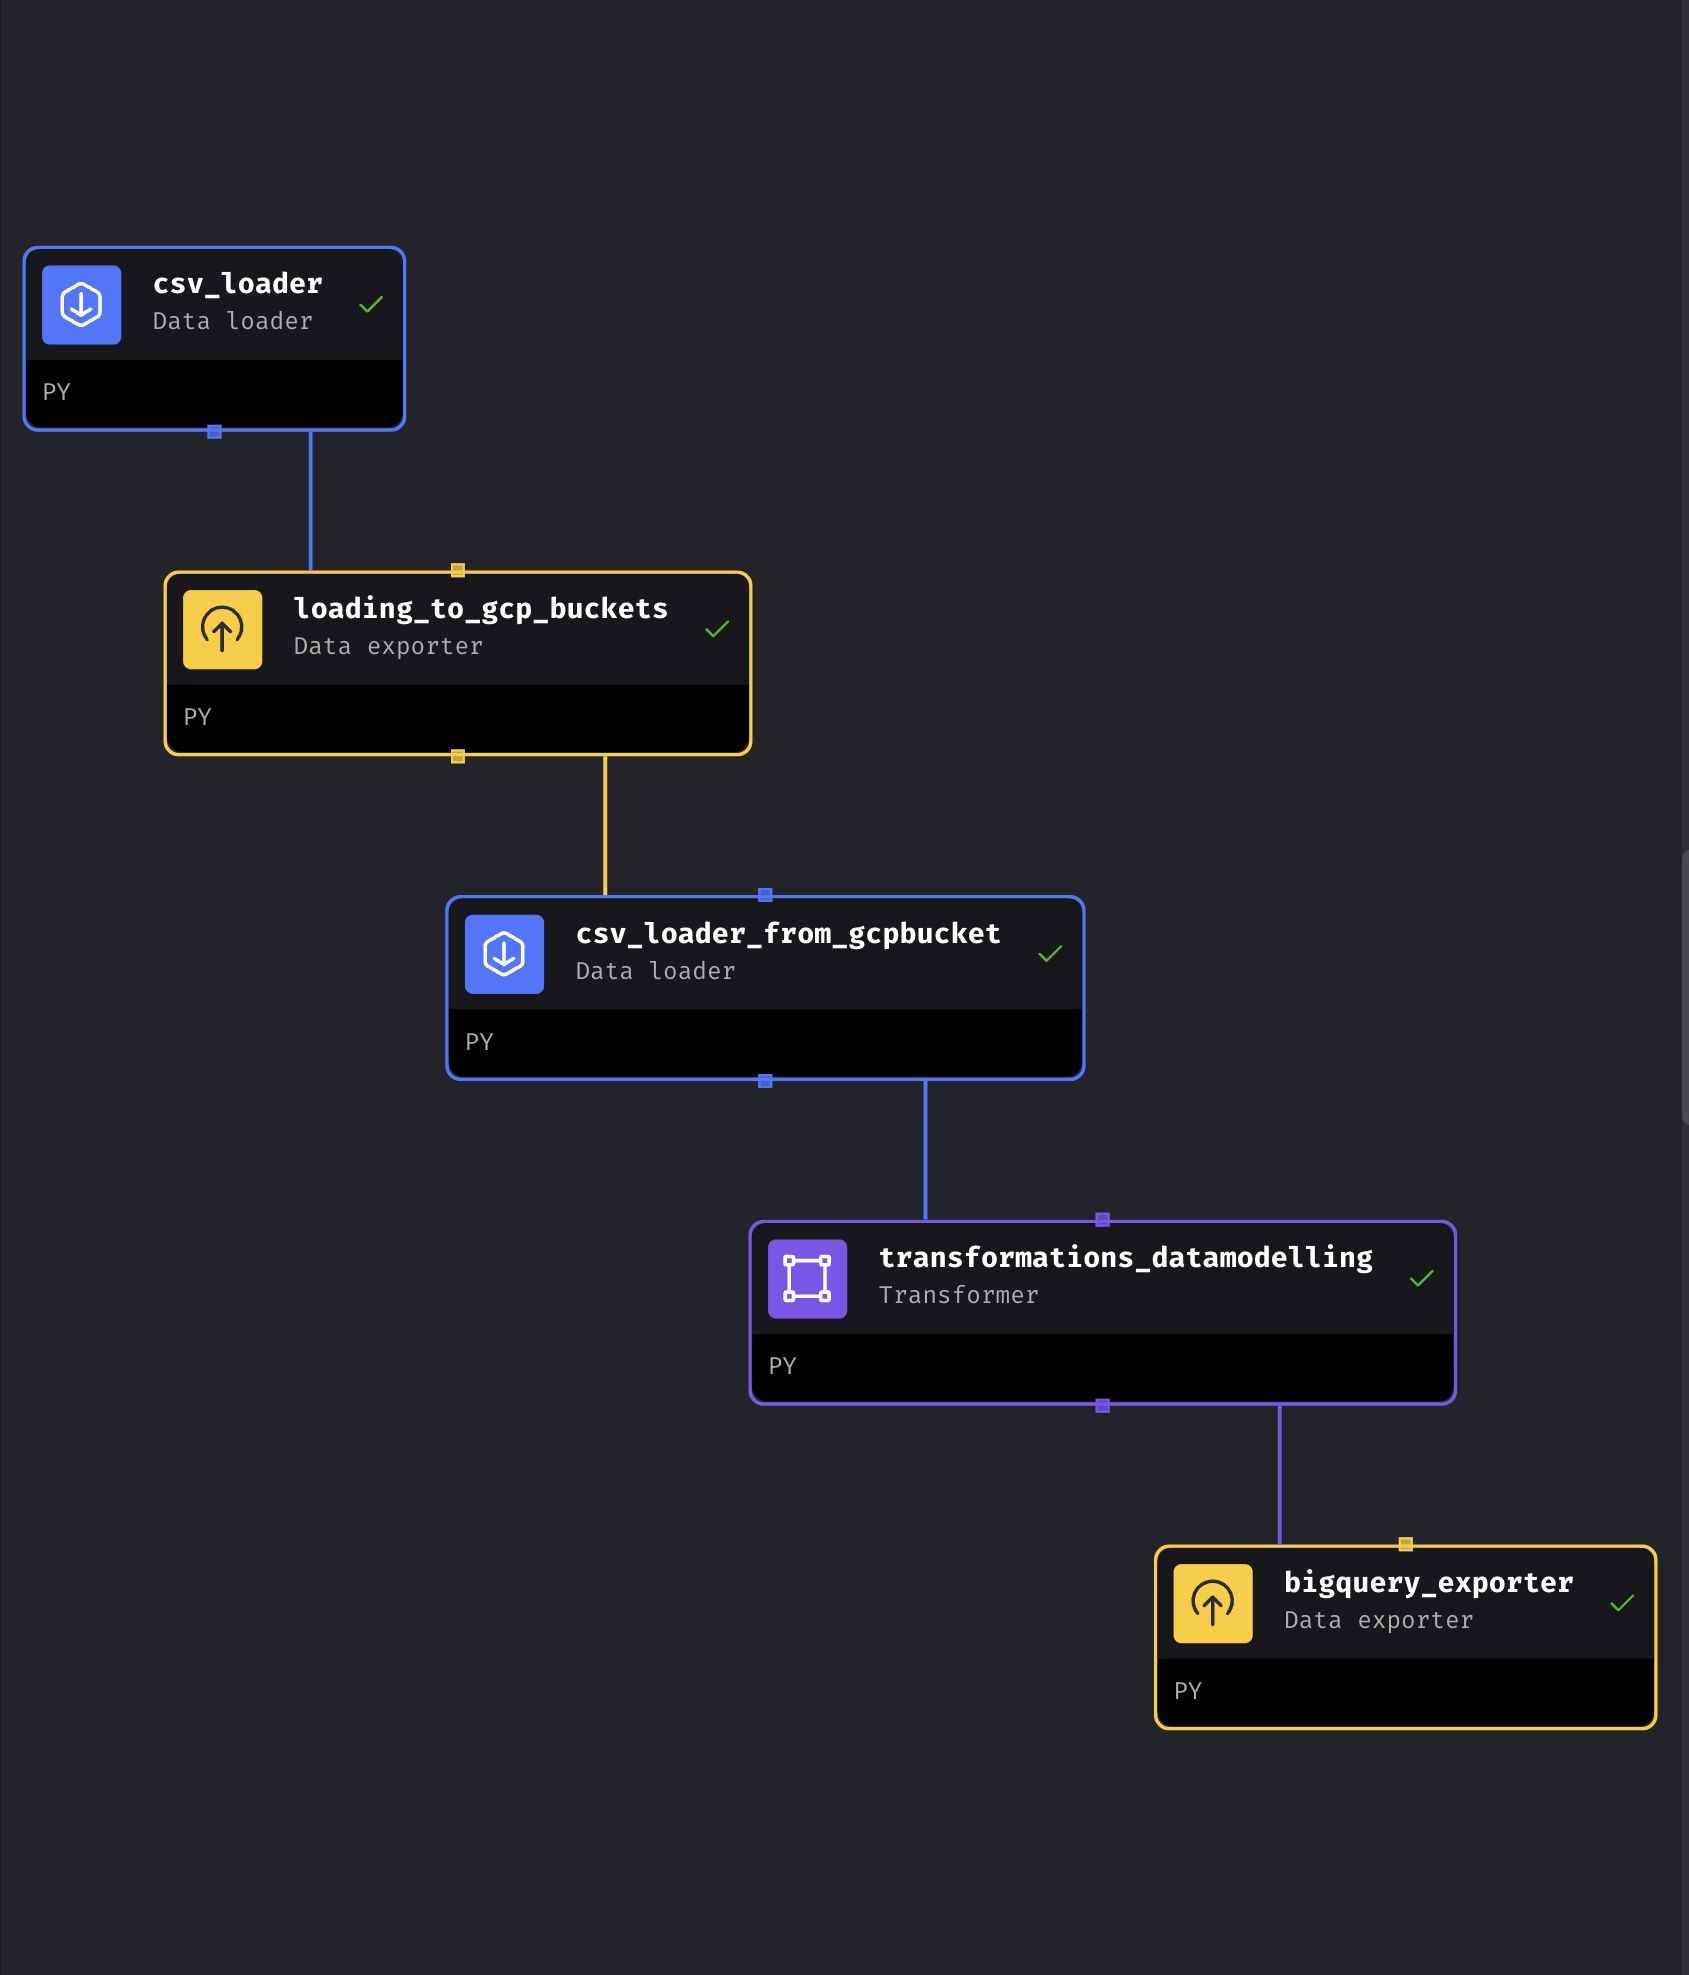 csv_loader
Data loader
PY
loading_to_gcp_buckets
Data exporter
PY
csv_loader_from_gcpbucket
Data loader
PY
transformations_datamodelling
Transformer
PY
bigquery_exporter
Data exporter
PY